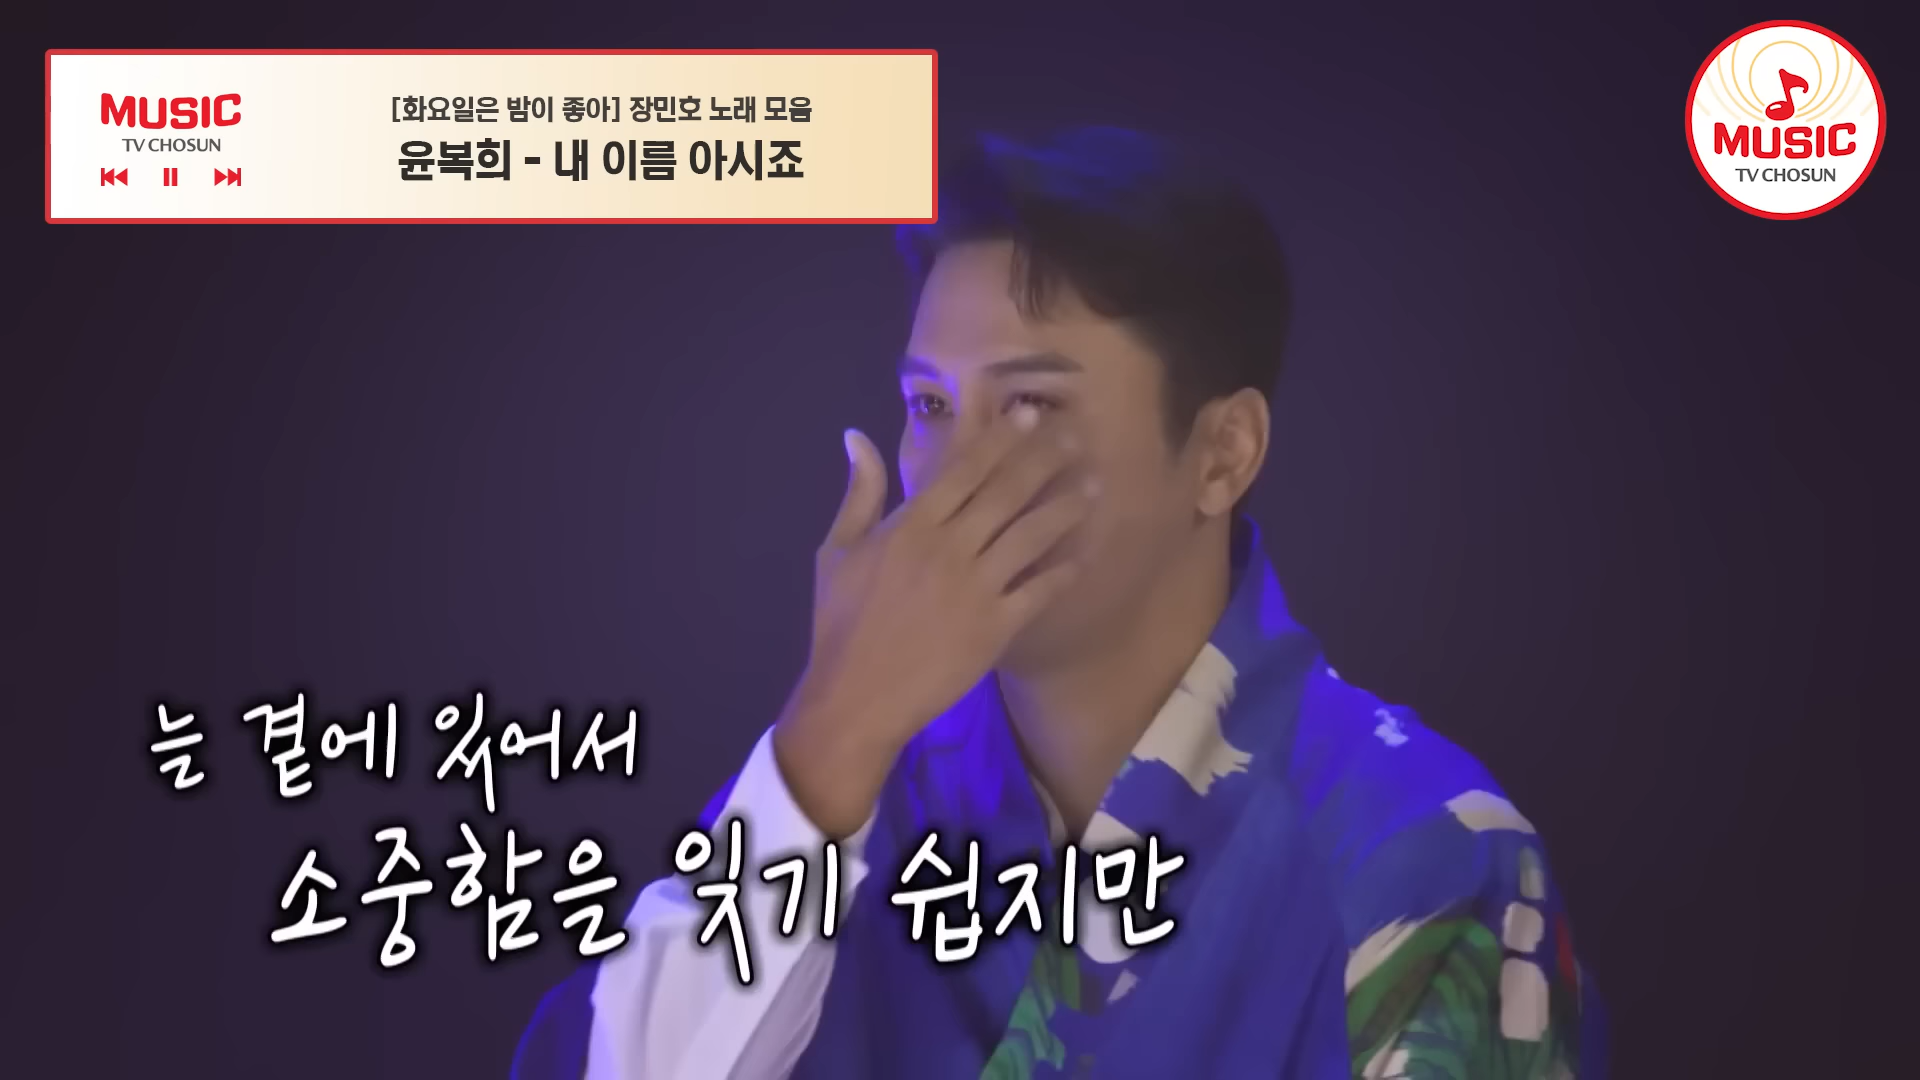 MUSIC
TV CHOSUN
[화요일은 밤이 좋아] 장민호 노래 모음
윤복희 - 내 이름 아시죠
MUSIC
TV CHOSUN
늘 곁에 있어서
소중함을 잊기 쉽지만